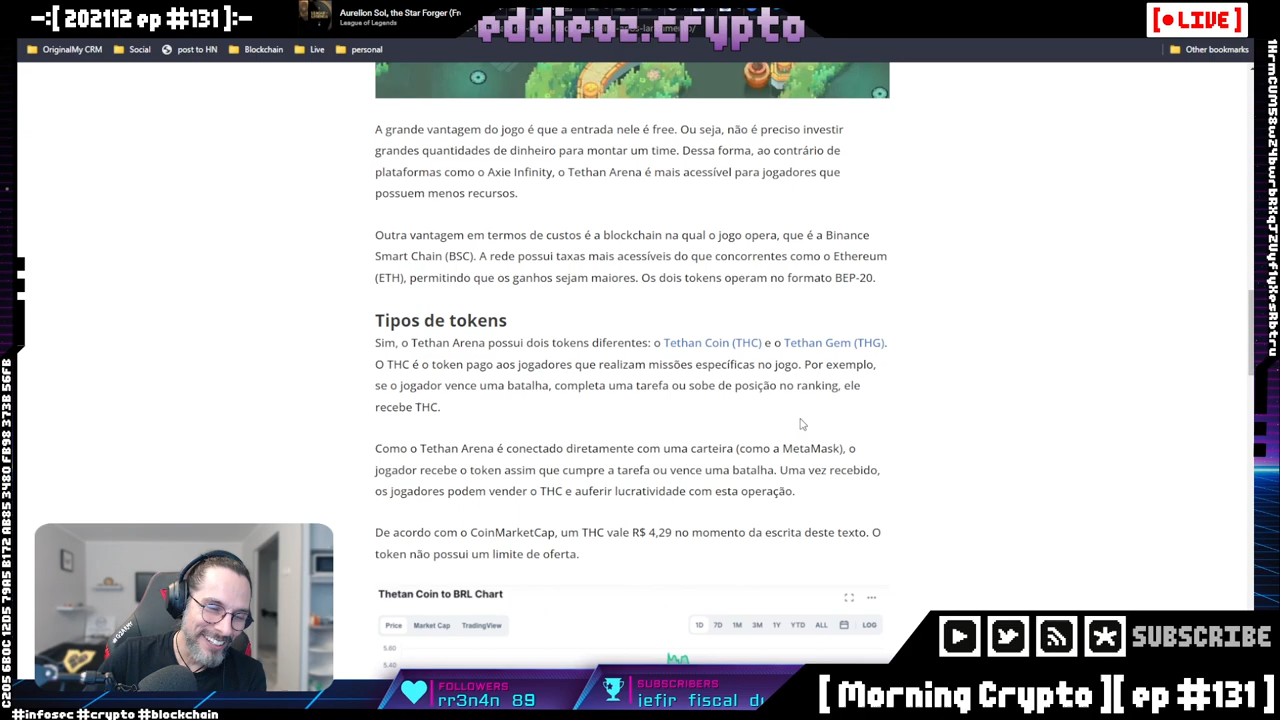 -:[ 202112 ep #131]:-
Aurelion Sol, the Star Forger (Fr
League of Legends
eddieoz.crypto
[ LIVE ]
OriginalMy CRM
Social
post to HN
Blockchain
Live
personal
Other bookmarks
A grande vantagem do jogo é que a entrada nele é free. Ou seja, não é preciso investir
grandes quantidades de dinheiro para montar um time. Dessa forma, ao contrário de
plataformas como o Axie Infinity, o Tethan Arena é mais acessível para jogadores que
possuem menos recursos.
Outra vantagem em termos de custos é a blockchain na qual o jogo opera, que é a Binance
Smart Chain (BSC). A rede possui taxas mais acessíveis do que concorrentes como o Ethereum
(ETH), permitindo que os ganhos sejam maiores. Os dois tokens operam no formato BEP-20.
Tipos de tokens
Sim, o Tethan Arena possui dois tokens diferentes: o Tethan Coin (THC) e o Tethan Gem (THG).
O THC é o token pago aos jogadores que realizam missões específicas no jogo. Por exemplo,
se o jogador vence uma batalha, completa uma tarefa ou sobe de posição no ranking, ele
recebe THC.
Como o Tethan Arena é conectado diretamente com uma carteira (como a MetaMask), o
jogador recebe o token assim que cumpre a tarefa ou vence uma batalha. Uma vez recebido,
os jogadores podem vender o THC e auferir lucratividade com esta operação.
De acordo com o CoinMarketCap, um THC vale R$ 4,29 no momento da escrita deste texto. O
token não possui um limite de oferta.
Thetan Coin to BRL Chart
Price
Market Cap
TradingView
1D
7D
1M
3M
1Y
YTD
ALL
LOG
5.60
5.40
SUBSCRIBE
FOLLOWERS
rr3n4n 89
SUBSCRIBERS
[ Morning Crypto ][ ep #131 ]
#infosec #crypto #blockchain